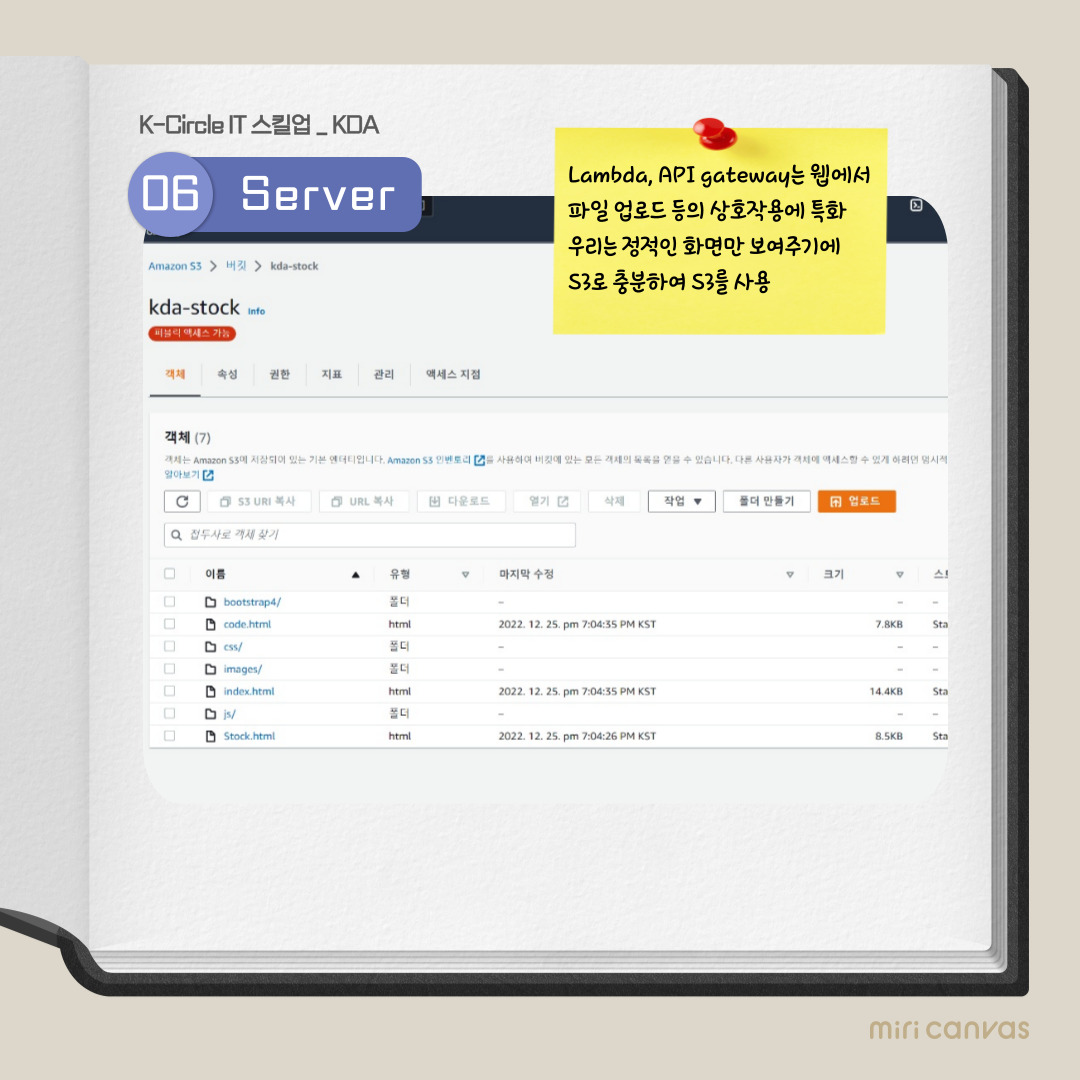 K-Circle IT 스킬업 _ KDA
06 Server
Lambda, API gateway는 웹에서
파일 업로드 등의 상호작용에 특화
우리는 정적인 화면만 보여주기에
S3로 충분하여 S3를 사용
Amazon S3 > 버킷 > kda-stock
kda-stock Info
퍼블릭 액세스 가능
객체 속성 권한 지표 관리 액세스 지점
객체 (7)
객체는 Amazon S3에 저장되어 있는 기본 엔터티입니다. Amazon S3 인벤토리를 사용하여 버킷에 있는 모든 객체의 목록을 얻을 수 있습니다. 다른 사용자가 객체에 액세스할 수 있게 하려면 명시적
알아보기
S3 URI 복사 URL 복사 다운로드 열기 삭제 작업 ▼ 폴더 만들기 업로드
접두사로 객체 찾기
이름 ▲ 유형 ▽ 마지막 수정 ▽ 크기 ▽
bootstrap4/ 폴더 - - -
code.html html 2022. 12. 25. pm 7:04:35 PM KST 7.8KB Sta
css/ 폴더 - - -
images/ 폴더 - - -
index.html html 2022. 12. 25. pm 7:04:35 PM KST 14.4KB Sta
js/ 폴더 - - -
Stock.html html 2022. 12. 25. pm 7:04:26 PM KST 8.5KB Sta
miri canvas